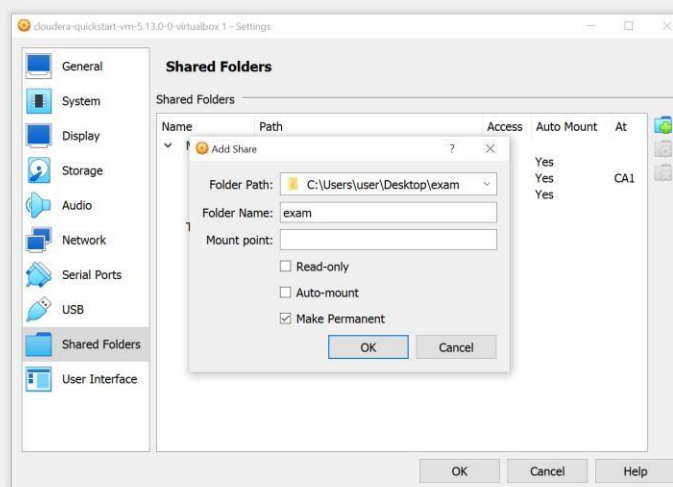 cloudera-quickstart-vm-5.13.0-0-virtualbox 1 - Settings
General
System
Display
Storage
Audio
Network
Serial Ports
USB
Shared Folders
User Interface
Shared Folders
Shared Folders
Name Path Access Auto Mount At
Yes
Yes CA1
Yes
Add Share ?
Folder Path: C:\Users\user\Desktop\exam
Folder Name: exam
Mount point:
Read-only
Auto-mount
Make Permanent
OK Cancel
OK Cancel Help